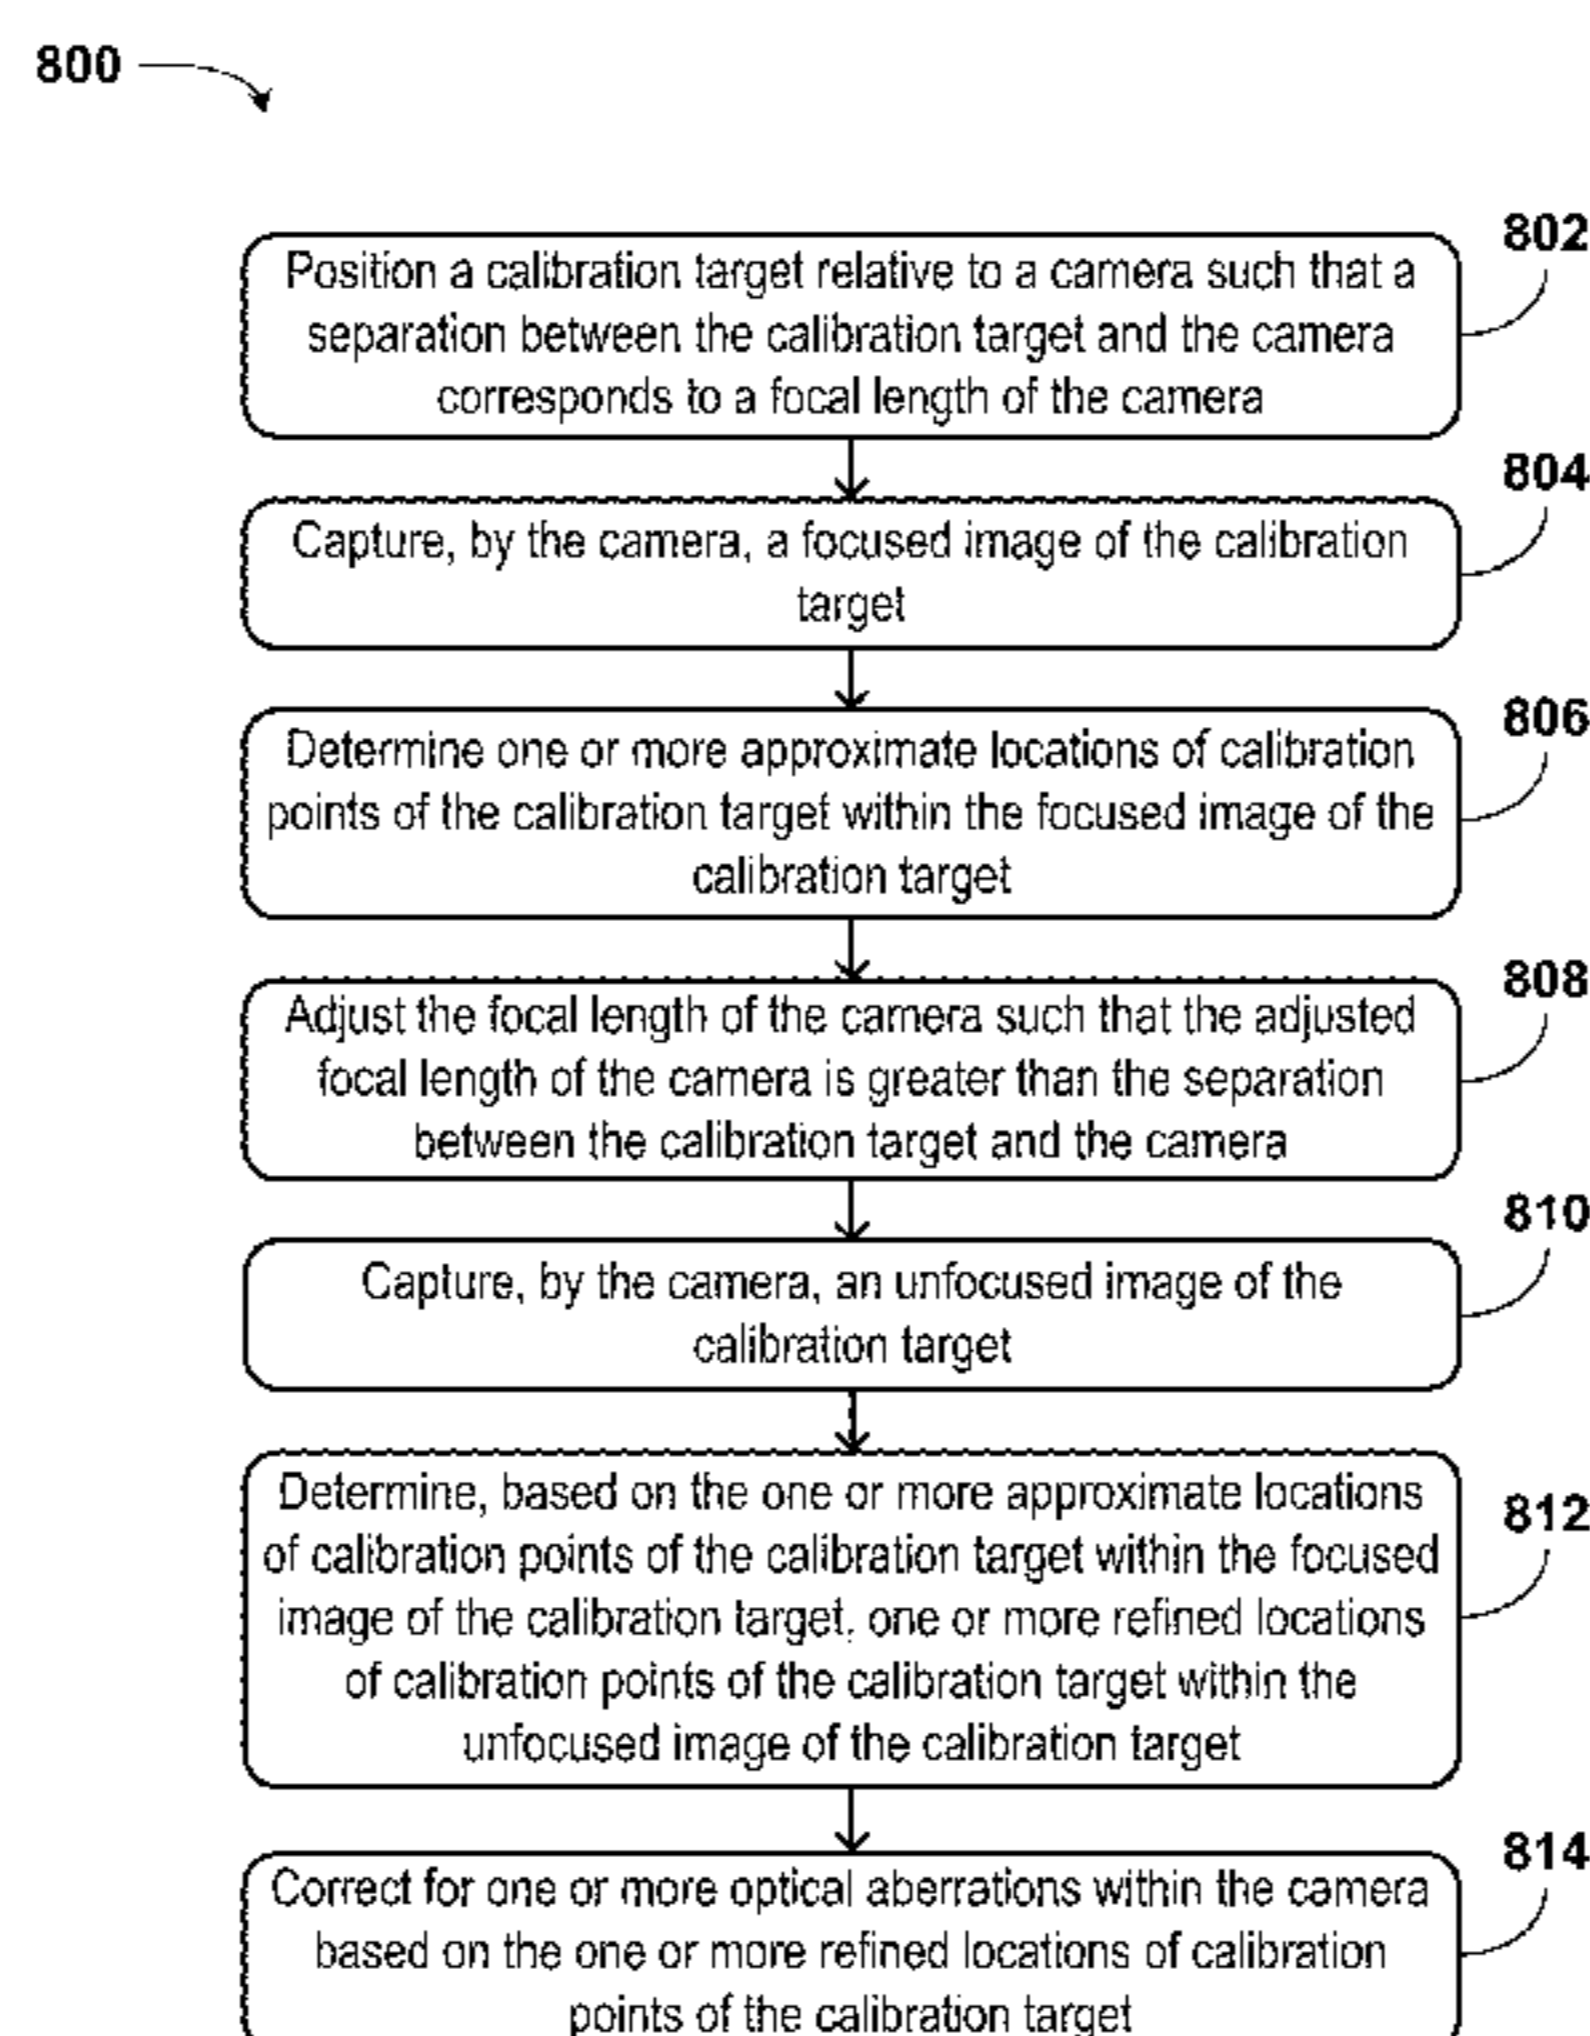 800
802
Position a calibration target relative to a camera such that a
separation between the calibration target and the camera
corresponds to a focal length of the camera
804
Capture, by the camera, a focused image of the calibration
target
806
Determine one or more approximate locations of calibration
points of the calibration target within the focused image of the
calibration target
808
Adjust the focal length of the camera such that the adjusted
focal length of the camera is greater than the separation
between the calibration target and the camera
810
Capture, by the camera, an unfocused image of the
calibration target
812
Determine, based on the one or more approximate locations
of calibration points of the calibration target within the focused
image of the calibration target, one or more refined locations
of calibration points of the calibration target within the
unfocused image of the calibration target
814
Correct for one or more optical aberrations within the camera
based on the one or more refined locations of calibration
points of the calibration target